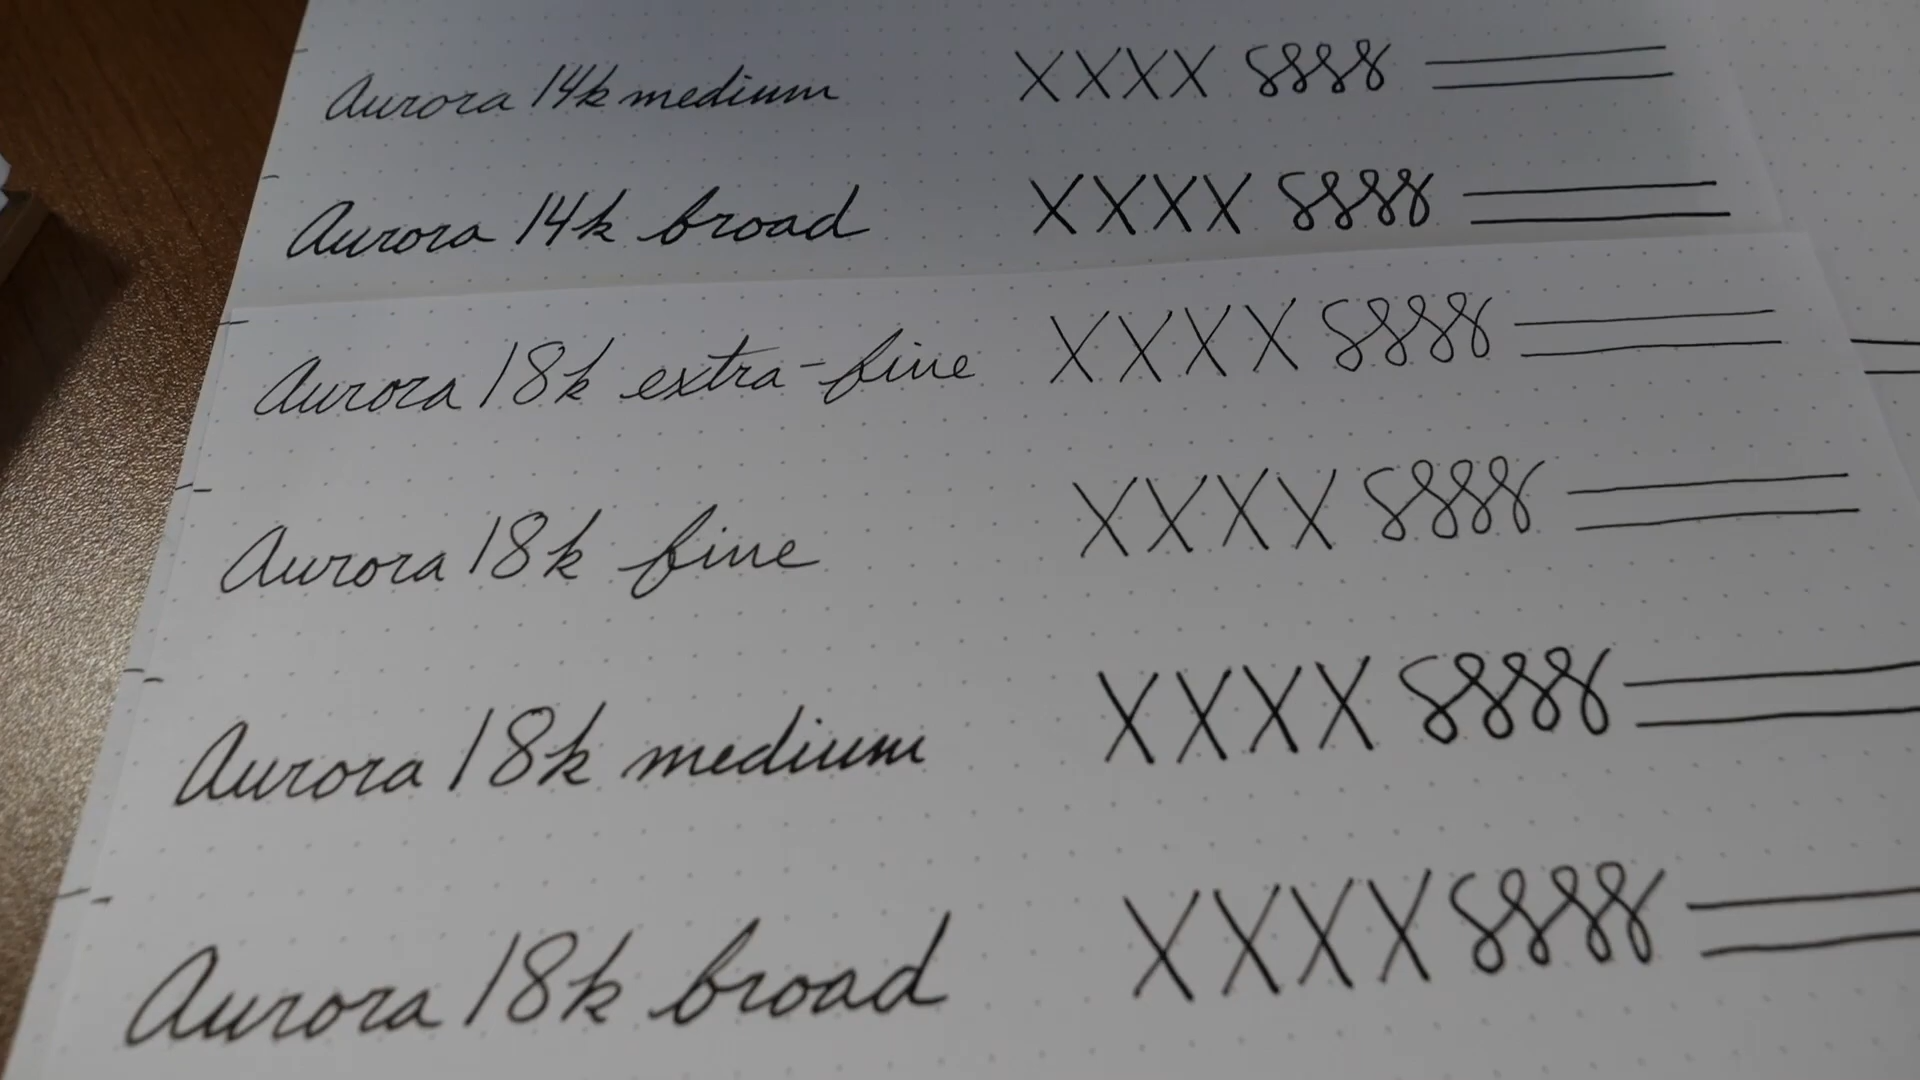 Aurora 14k medium XXXX 8888
Aurora 14k broad XXXX 8888
Aurora 18k extra-fine XXXX 8888
Aurora 18k fine XXXX 8888
Aurora 18k medium XXXX 8888
Aurora 18k broad XXXX 8888